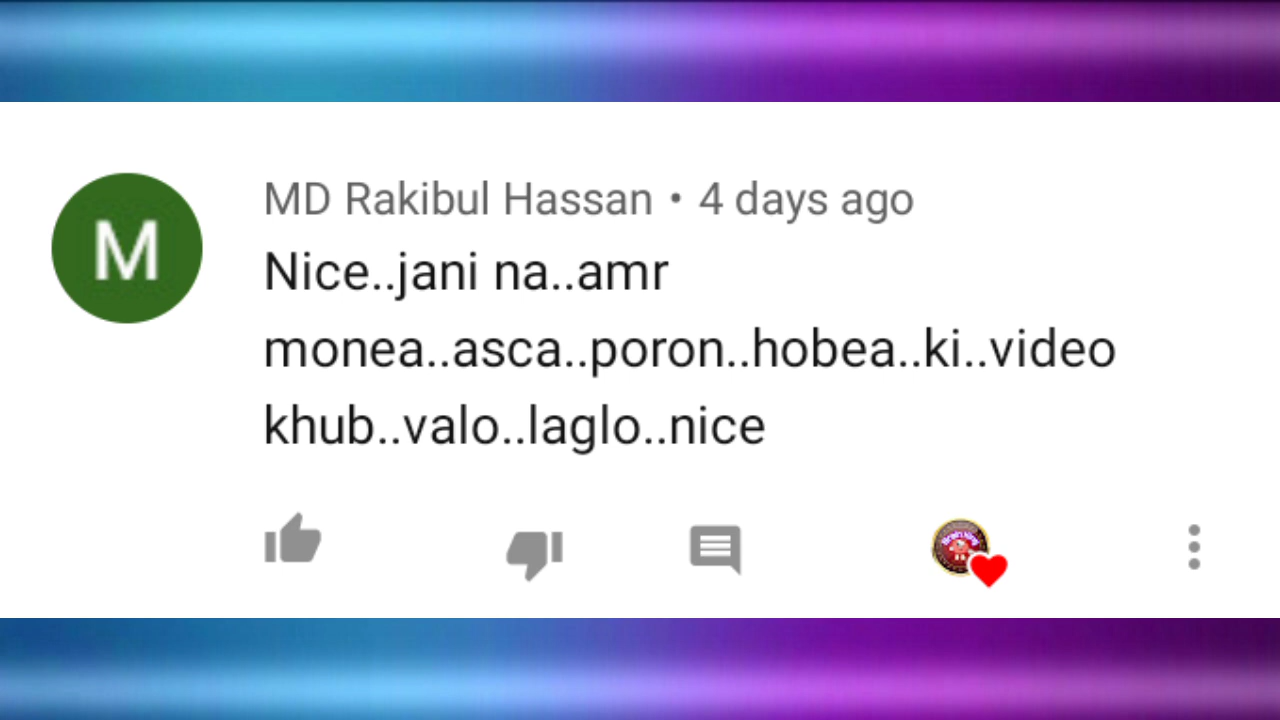 M
MD Rakibul Hassan • 4 days ago
Nice..jani na..amr
monea..asca..poron..hobea..ki..video
khub..valo..laglo..nice